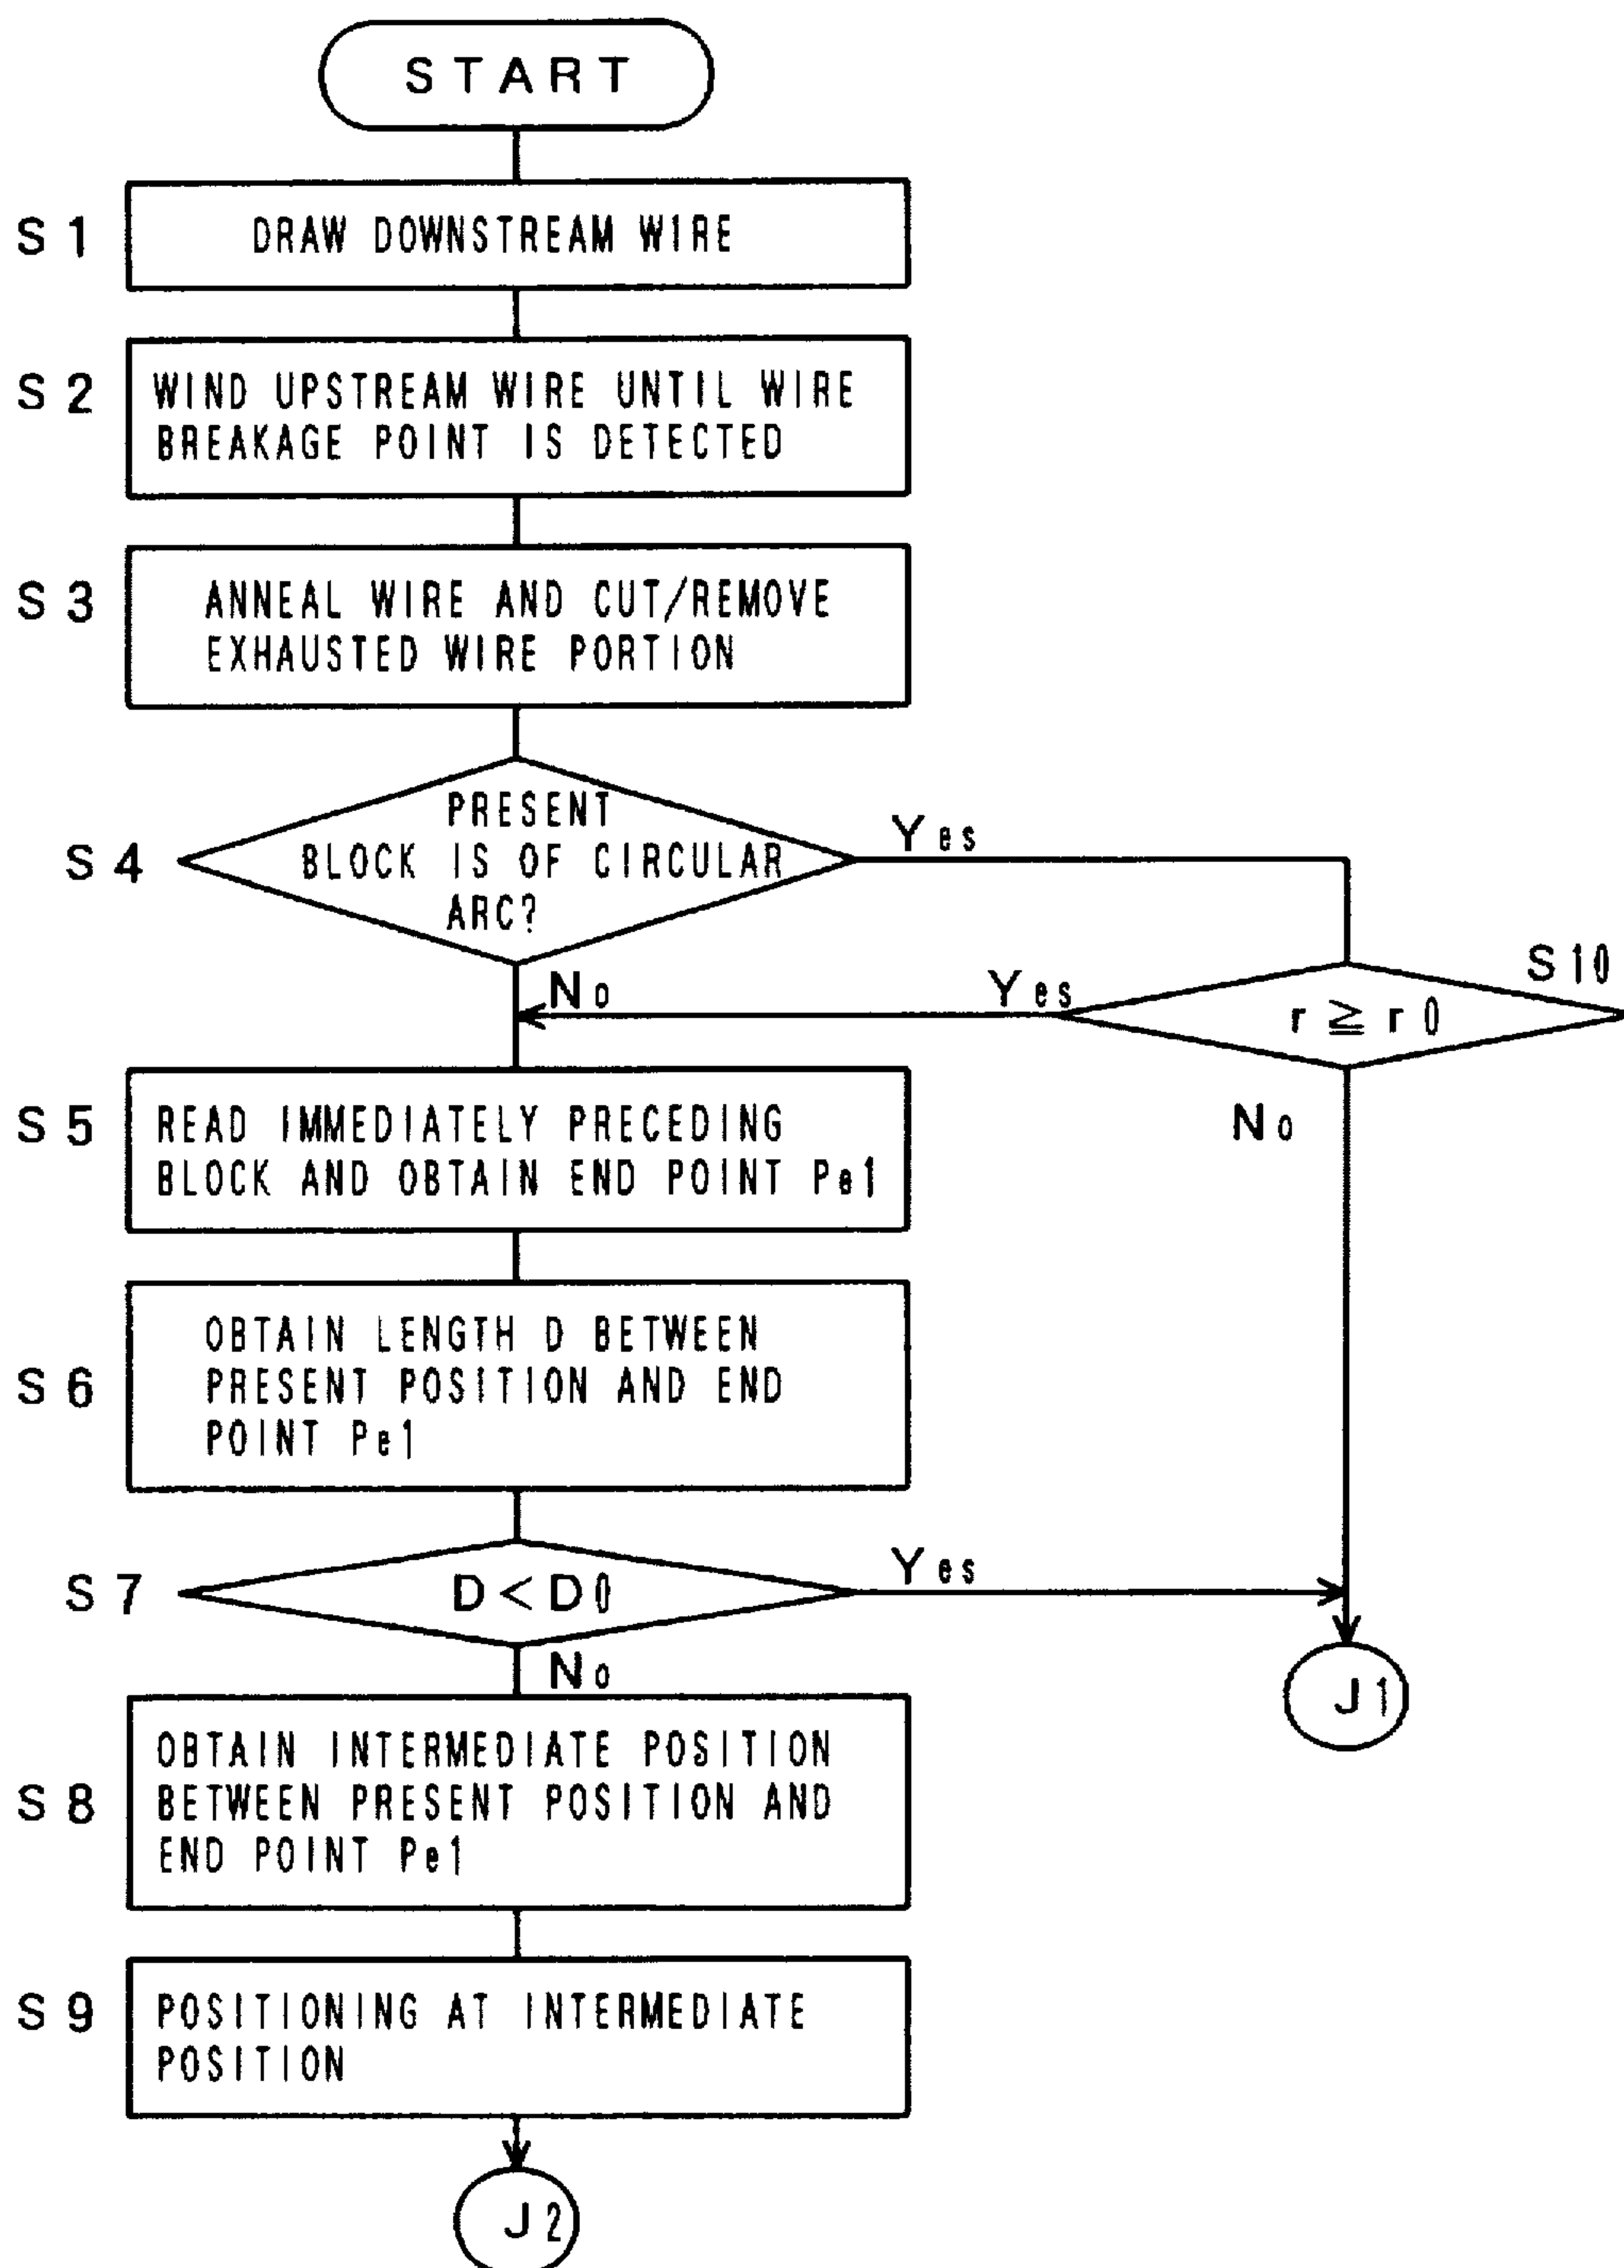 START
S1
DRAW DOWNSTREAM WIRE
S2
WIND UPSTREAM WIRE UNTIL WIRE
BREAKAGE POINT IS DETECTED
S3
ANNEAL WIRE AND CUT/REMOVE
EXHAUSTED WIRE PORTION
S4
PRESENT
BLOCK IS OF CIRCULAR
ARC?
Yes
No
S10
r ≧ r0
Yes
No
S5
READ IMMEDIATELY PRECEDING
BLOCK AND OBTAIN END POINT Pe1
S6
OBTAIN LENGTH D BETWEEN
PRESENT POSITION AND END
POINT Pe1
S7
D<D0
Yes
No
J1
S8
OBTAIN INTERMEDIATE POSITION
BETWEEN PRESENT POSITION AND
END POINT Pe1
S9
POSITIONING AT INTERMEDIATE
POSITION
J2